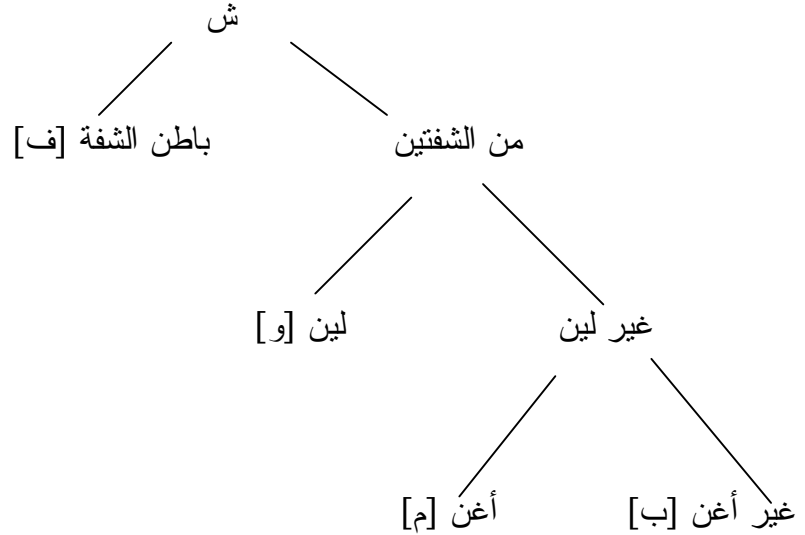 ش
من الشفتين
باطن الشفة [ف]
غير لين
لين [و]
غير أغن [ب]
أغن [م]